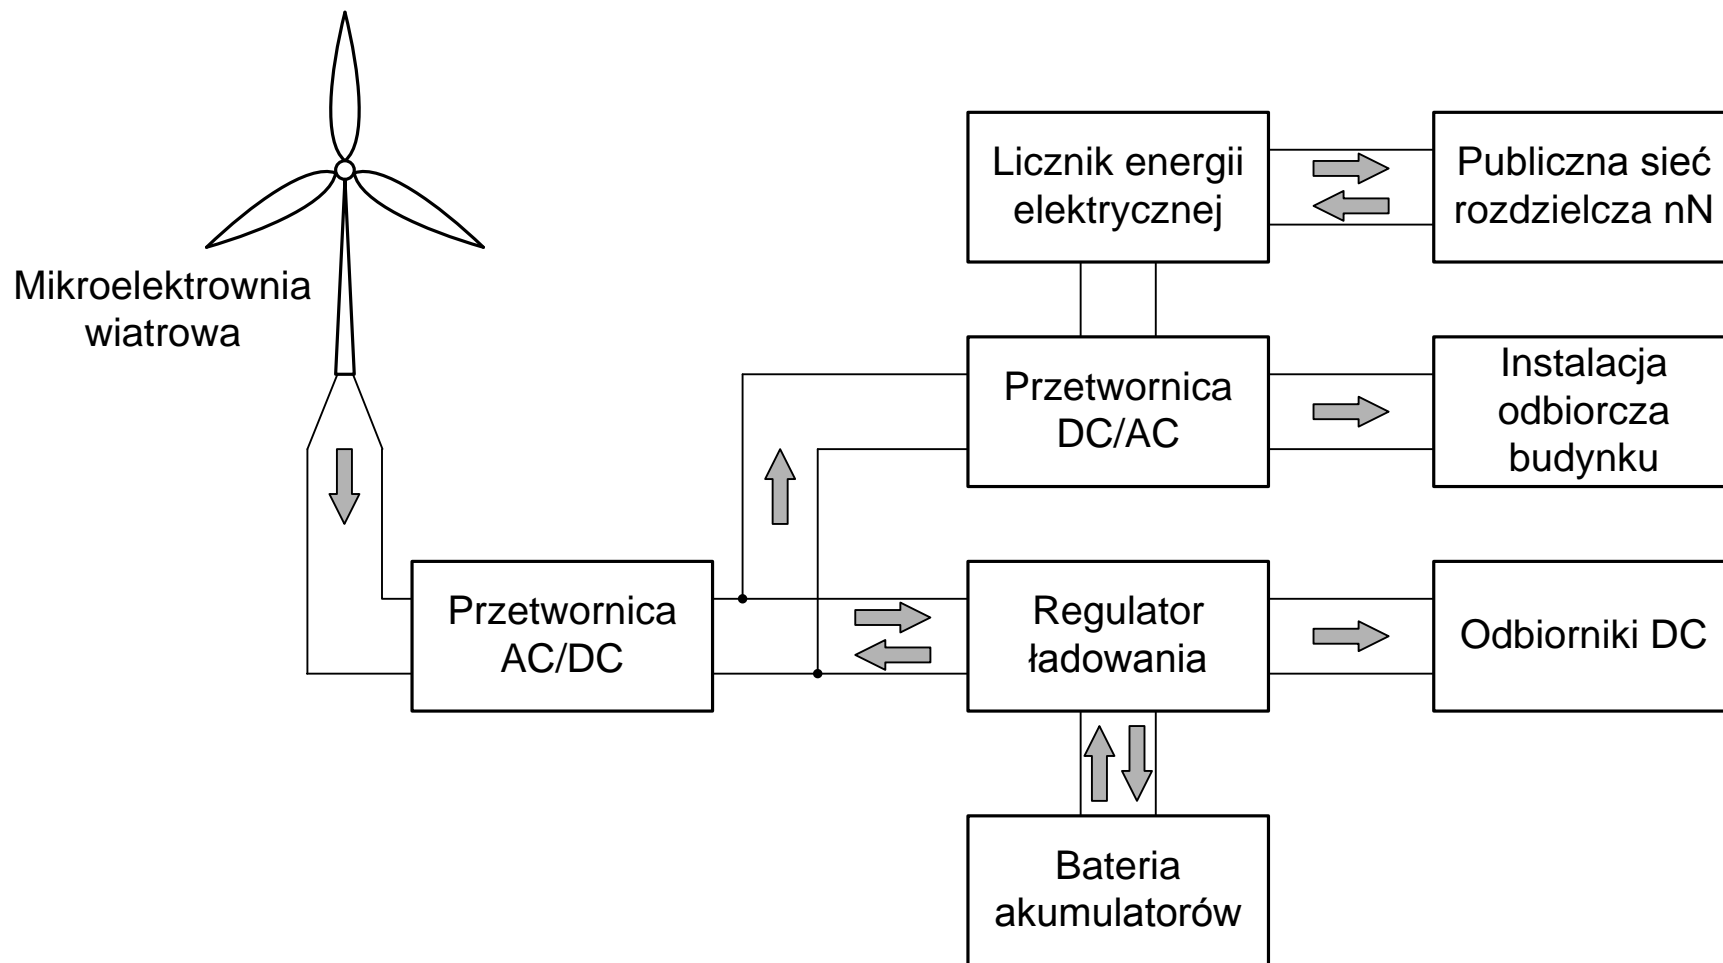 Mikroelektrownia
wiatrowa
Licznik energii
elektrycznej
Publiczna sieć
rozdzielcza nN
Przetwornica
DC/AC
Instalacja
odbiorcza
budynku
Przetwornica
AC/DC
Regulator
ładowania
Odbiorniki DC
Bateria
akumulatorów